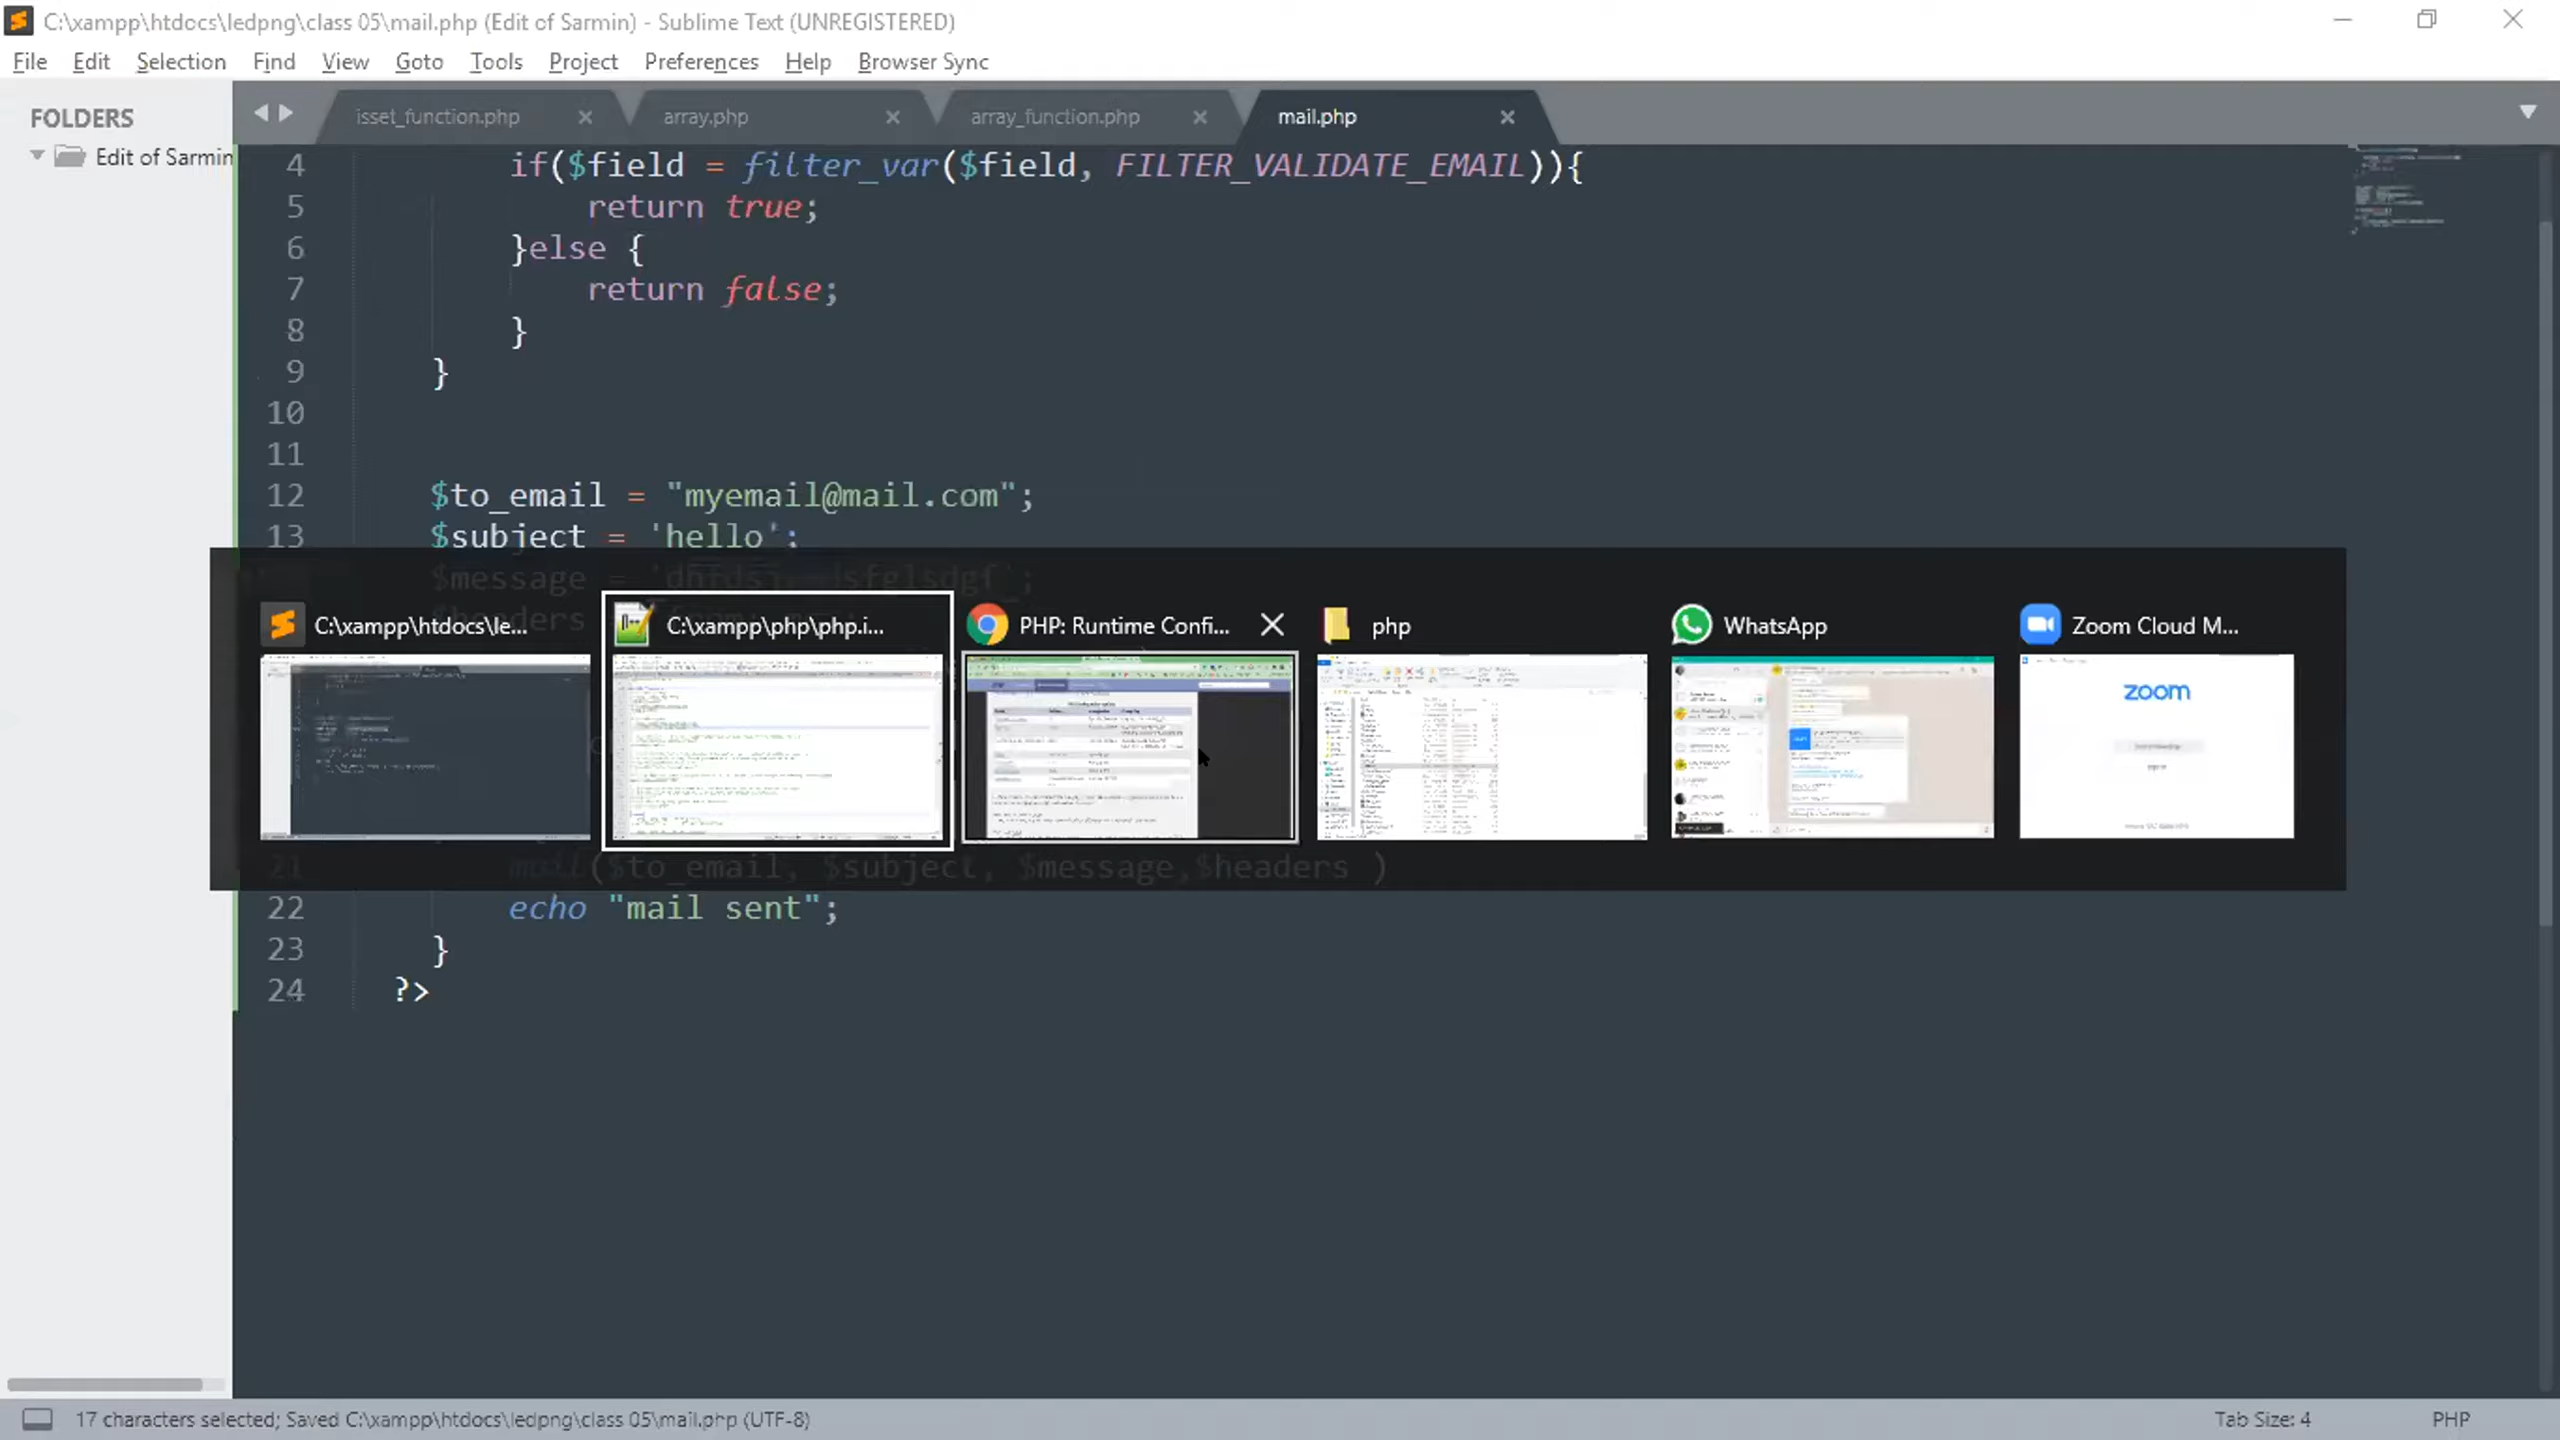 C:\xampp\htdocs\ledpng\class 05\mail.php (Edit of Sarmin) - Sublime Text (UNREGISTERED)
File Edit Selection Find View Goto Tools Project Preferences Help Browser Sync
FOLDERS
Edit of Sarmin
isset_function.php
array.php
array_function.php
mail.php
4 if($field = filter_var($field, FILTER_VALIDATE_EMAIL)){
5 return true;
6 }else {
7 return false;
8 }
9 }
10
11
12 $to_email = "myemail@mail.com";
13 $subject = 'hello';
$message =
$headers
C:\xampp\htdocs\le...
C:\xampp\php\php.i...
PHP: Runtime Confi...
php
WhatsApp
Zoom Cloud M...
zoom
21 mail($to_email, $subject, $message,$headers )
22 echo "mail sent";
23 }
24 ?>
17 characters selected; Saved C:\xampp\htdocs\ledpng\class 05\mail.php (UTF-8)
Tab Size: 4
PHP